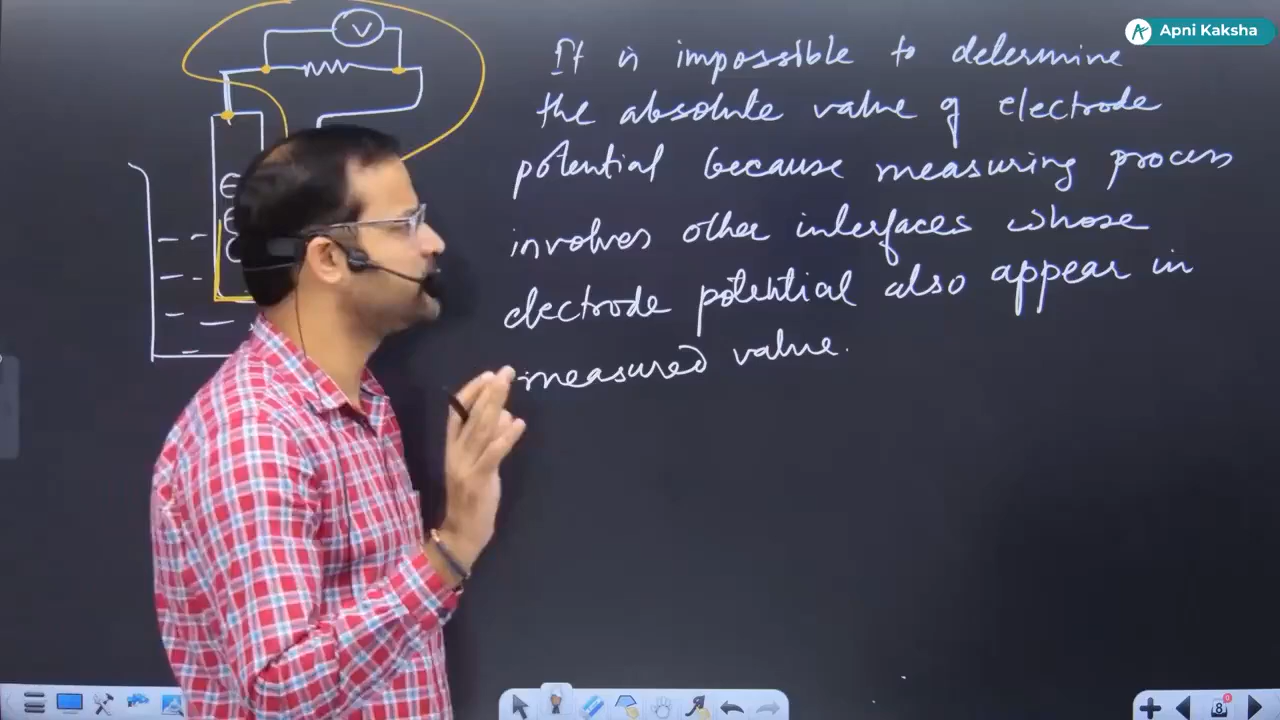 Apni Kaksha
V
It is impossible to determine
the absolute value of electrode
potential because measuring process
involves other interfaces whose
electrode potential also appear in
measured value.
8